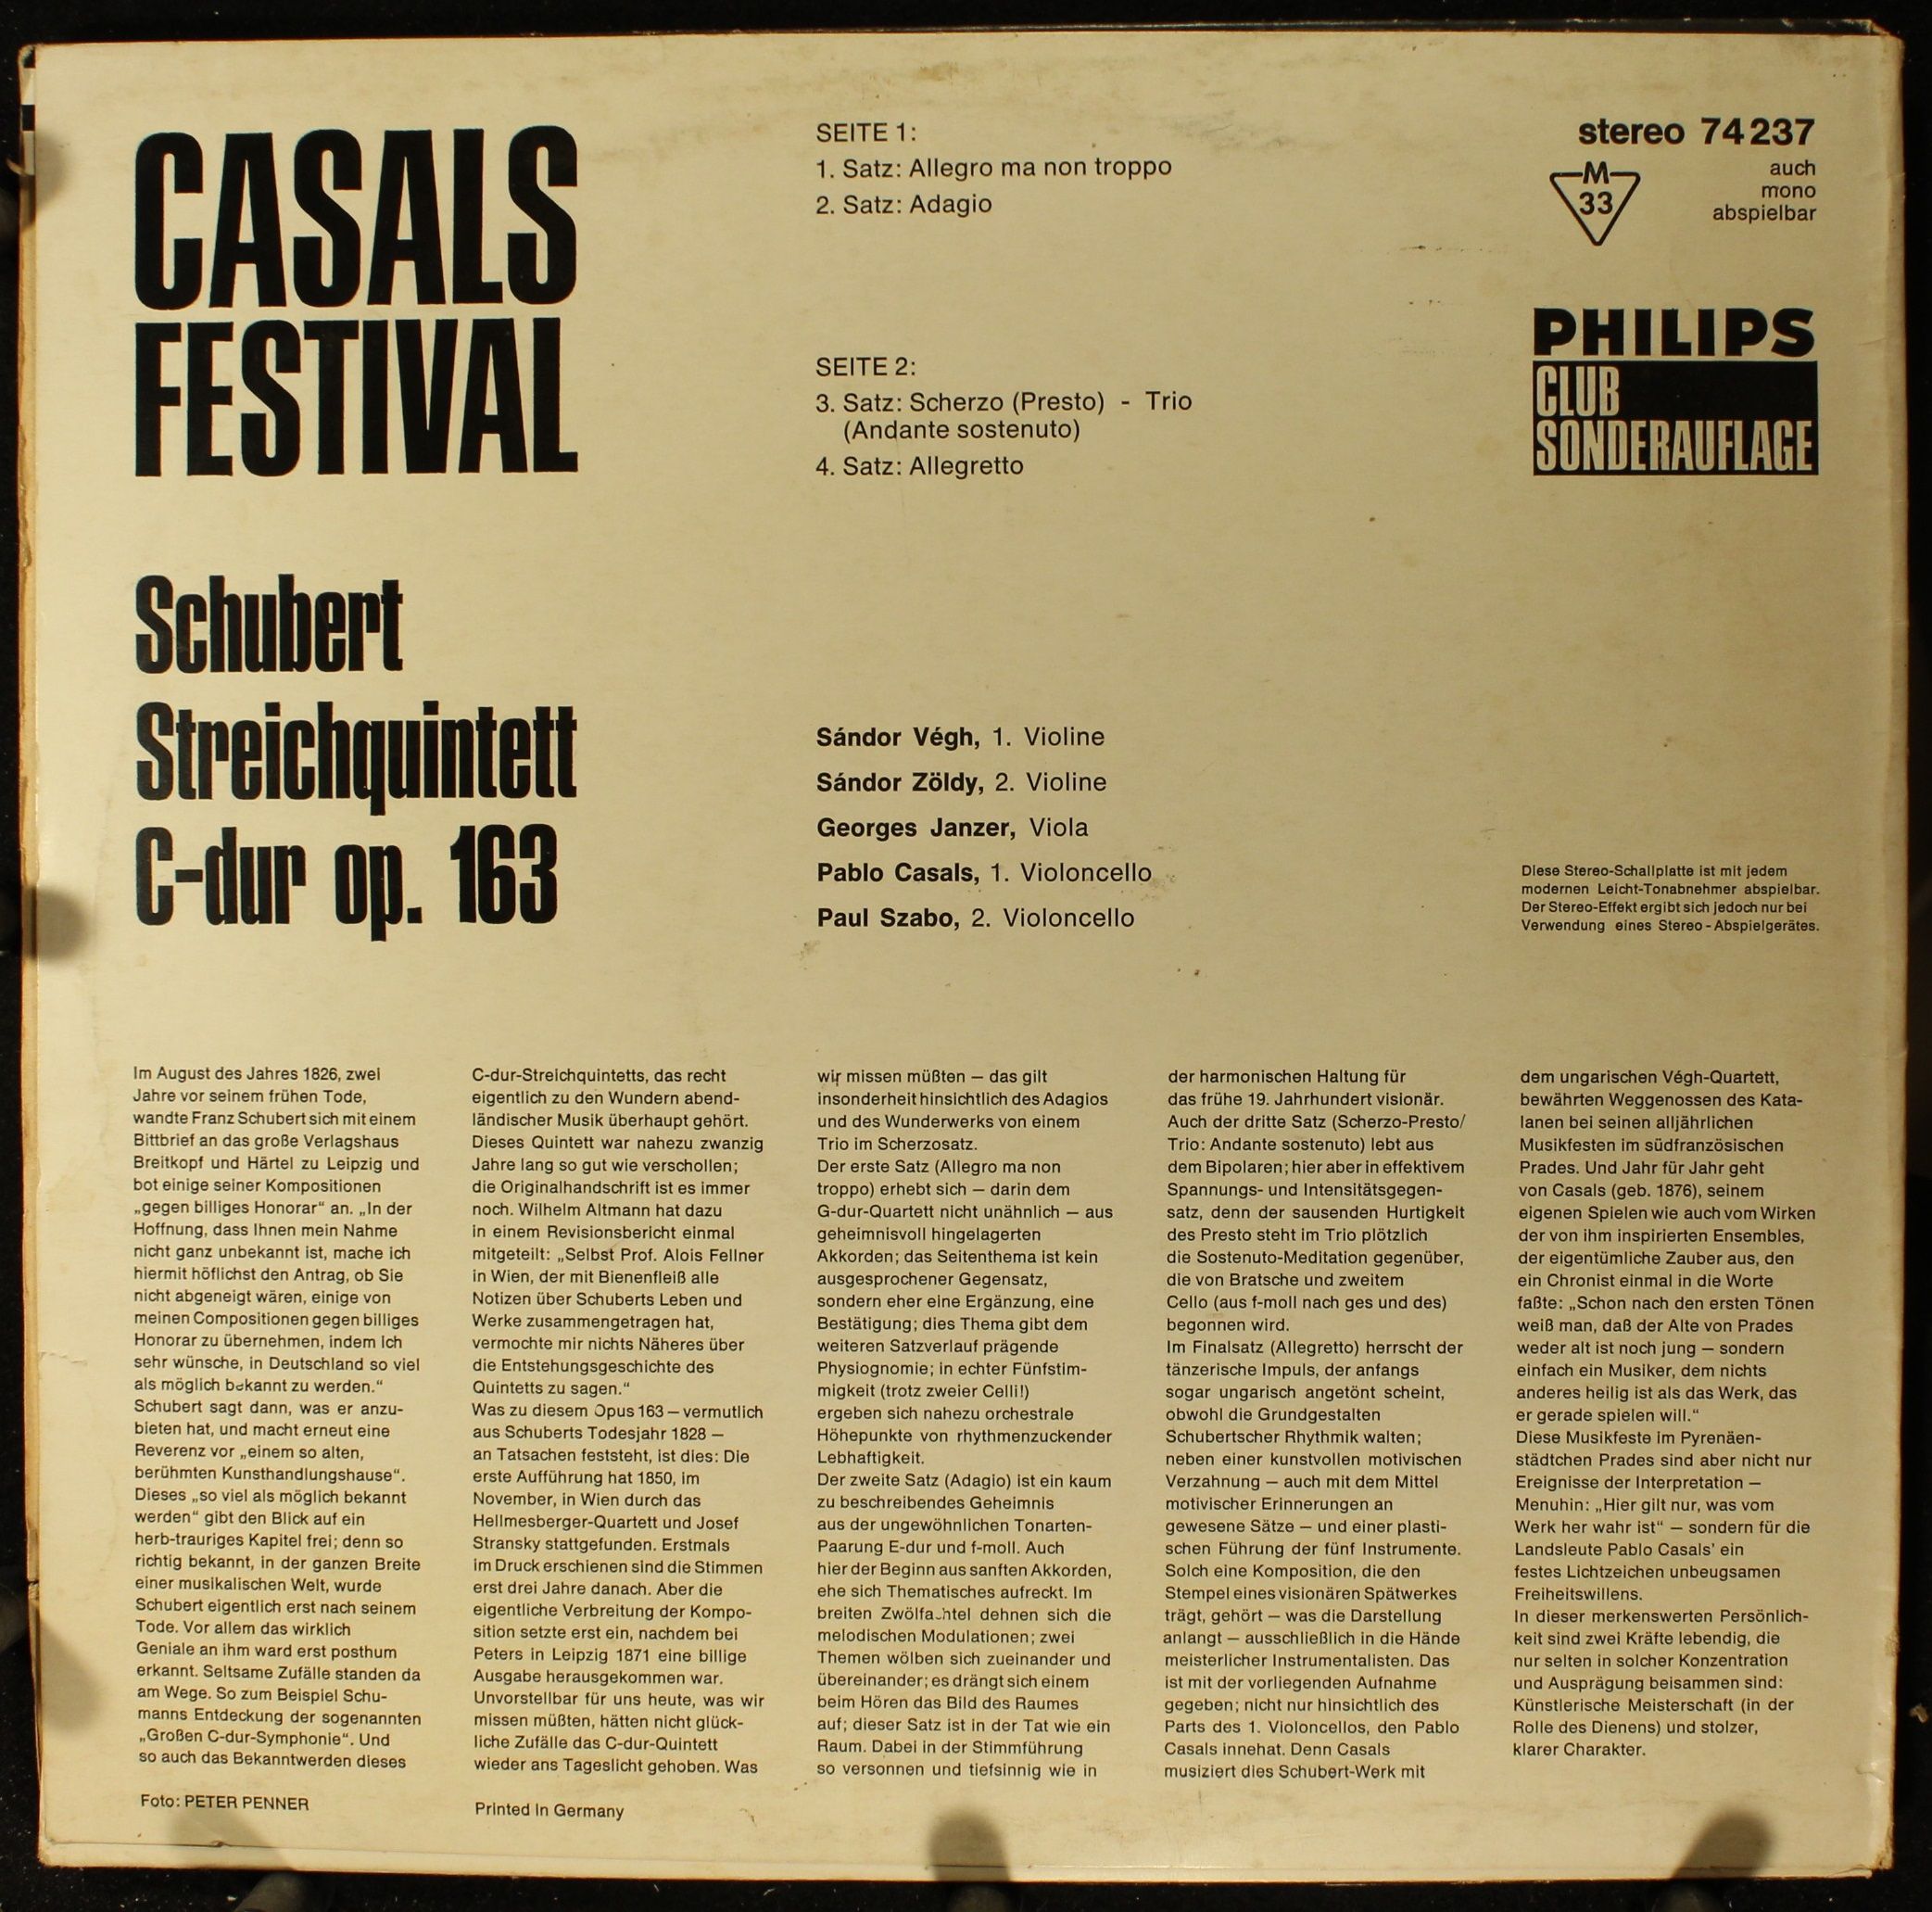 CASALS
FESTIVAL
Schubert
Streichquintett
C-dur op. 163
SEITE 1:
1. Satz: Allegro ma non troppo
2. Satz: Adagio
SEITE 2:
3. Satz: Scherzo (Presto) - Trio
(Andante sostenuto)
4. Satz: Allegretto
Sándor Végh, 1. Violine
Sándor Zöldy, 2. Violine
Georges Janzer, Viola
Pablo Casals, 1. Violoncello
Paul Szabo, 2. Violoncello
stereo 74 237
M
33
auch
mono
abspielbar
PHILIPS
CLUB
SONDERAUFLAGE
Diese Stereo-Schallplatte ist mit jedem
modernen Leicht-Tonabnehmer abspielbar.
Der Stereo-Effekt ergibt sich jedoch nur bei
Verwendung eines Stereo-Abspielgerätes.
Im August des Jahres 1826, zwei
Jahre vor seinem frühen Tode,
wandte Franz Schubert sich mit einem
Bittbrief an das große Verlagshaus
Breitkopf und Härtel zu Leipzig und
bot einige seiner Kompositionen
„gegen billiges Honorar“ an. „In der
Hoffnung, dass Ihnen mein Nahme
nicht ganz unbekannt ist, mache ich
hiermit höflichst den Antrag, ob Sie
nicht abgeneigt wären, einige von
meinen Compositionen gegen billiges
Honorar zu übernehmen, indem Ich
sehr wünsche, in Deutschland so viel
als möglich bekannt zu werden.“
Schubert sagt dann, was er anzu-
bieten hat, und macht erneut eine
Reverenz vor „einem so alten,
berühmten Kunsthandlungshause“.
Dieses „so viel als möglich bekannt
werden“ gibt den Blick auf ein
herb-trauriges Kapitel frei; denn so
richtig bekannt, in der ganzen Breite
einer musikalischen Welt, wurde
Schubert eigentlich erst nach seinem
Tode. Vor allem das wirklich
Geniale an ihm ward erst posthum
erkannt. Seltsame Zufälle standen da
am Wege. So zum Beispiel Schu-
manns Entdeckung der sogenannten
„Großen C-dur-Symphonie“. Und
so auch das Bekanntwerden dieses
C-dur-Streichquintetts, das recht
eigentlich zu den Wundern abend-
ländischer Musik überhaupt gehört.
Dieses Quintett war nahezu zwanzig
Jahre lang so gut wie verschollen;
die Originalhandschrift ist es immer
noch. Wilhelm Altmann hat dazu
in einem Revisionsbericht einmal
mitgeteilt: „Selbst Prof. Alois Fellner
in Wien, der mit Bienenfleiß alle
Notizen über Schuberts Leben und
Werke zusammengetragen hat,
vermochte mir nichts Näheres über
die Entstehungsgeschichte des
Quintetts zu sagen.“
Was zu diesem Opus 163 — vermutlich
aus Schuberts Todesjahr 1828 —
an Tatsachen feststeht, ist dies: Die
erste Aufführung hat 1850, im
November, in Wien durch das
Hellmesberger-Quartett und Josef
Stransky stattgefunden. Erstmals
im Druck erschienen sind die Stimmen
erst drei Jahre danach. Aber die
eigentliche Verbreitung der Kompo-
sition setzte erst ein, nachdem bei
Peters in Leipzig 1871 eine billige
Ausgabe herausgekommen war.
Unvorstellbar für uns heute, was wir
missen müßten, hätten nicht glück-
liche Zufälle das C-dur-Quintett
wieder ans Tageslicht gehoben. Was
wir missen müßten — das gilt
insonderheit hinsichtlich des Adagios
und des Wunderwerks von einem
Trio im Scherzosatz.
Der erste Satz (Allegro ma non
troppo) erhebt sich — darin dem
G-dur-Quartett nicht unähnlich — aus
geheimnisvoll hingelagerten
Akkorden; das Seitenthema ist kein
ausgesprochener Gegensatz,
sondern eher eine Ergänzung, eine
Bestätigung; dies Thema gibt dem
weiteren Satzverlauf prägende
Physiognomie; in echter Fünfstim-
migkeit (trotz zweier Celli!)
ergeben sich nahezu orchestrale
Höhepunkte von rhythmenzuckender
Lebhaftigkeit.
Der zweite Satz (Adagio) ist ein kaum
zu beschreibendes Geheimnis
aus der ungewöhnlichen Tonarten-
Paarung E-dur und f-moll. Auch
hier der Beginn aus sanften Akkorden,
ehe sich Thematisches aufreckt. Im
breiten Zwölfachtel dehnen sich die
melodischen Modulationen; zwei
Themen wölben sich zueinander und
übereinander; es drängt sich einem
beim Hören das Bild des Raumes
auf; dieser Satz ist in der Tat wie ein
Raum. Dabei in der Stimmführung
so versonnen und tiefsinnig wie in
der harmonischen Haltung für
das frühe 19. Jahrhundert visionär.
Auch der dritte Satz (Scherzo-Presto/
Trio: Andante sostenuto) lebt aus
dem Bipolaren; hier aber in effektivem
Spannungs- und Intensitätsgegen-
satz, denn der sausenden Hurtigkeit
des Presto steht im Trio plötzlich
die Sostenuto-Meditation gegenüber,
die von Bratsche und zweitem
Cello (aus f-moll nach ges und des)
begonnen wird.
Im Finalsatz (Allegretto) herrscht der
tänzerische Impuls, der anfangs
sogar ungarisch angetönt scheint,
obwohl die Grundgestalten
Schubertscher Rhythmik walten;
neben einer kunstvollen motivischen
Verzahnung — auch mit dem Mittel
motivischer Erinnerungen an
gewesene Sätze — und einer plasti-
schen Führung der fünf Instrumente.
Solch eine Komposition, die den
Stempel eines visionären Spätwerkes
trägt, gehört — was die Darstellung
anlangt — ausschließlich in die Hände
meisterlicher Instrumentalisten. Das
ist mit der vorliegenden Aufnahme
gegeben; nicht nur hinsichtlich des
Parts des 1. Violoncellos, den Pablo
Casals innehat. Denn Casals
musiziert dies Schubert-Werk mit
dem ungarischen Végh-Quartett,
bewährten Weggenossen des Kata-
lanen bei seinen alljährlichen
Musikfesten im südfranzösischen
Prades. Und Jahr für Jahr geht
von Casals (geb. 1876), seinem
eigenen Spielen wie auch vom Wirken
der von ihm inspirierten Ensembles,
der eigentümliche Zauber aus, den
ein Chronist einmal in die Worte
faßte: „Schon nach den ersten Tönen
weiß man, daß der Alte von Prades
weder alt ist noch jung — sondern
einfach ein Musiker, dem nichts
anderes heilig ist als das Werk, das
er gerade spielen will.“
Diese Musikfeste im Pyrenäen-
städtchen Prades sind aber nicht nur
Ereignisse der Interpretation —
Menuhin: „Hier gilt nur, was vom
Werk her wahr ist“ — sondern für die
Landsleute Pablo Casals' ein
festes Lichtzeichen unbeugsamen
Freiheitswillens.
In dieser merkenswerten Persönlich-
keit sind zwei Kräfte lebendig, die
nur selten in solcher Konzentration
und Ausprägung beisammen sind:
Künstlerische Meisterschaft (in der
Rolle des Dienens) und stolzer,
klarer Charakter.
Foto: PETER PENNER
Printed in Germany